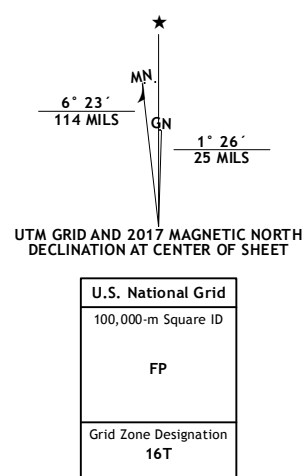 ★
MN.
6° 23´
114 MILS
GN
1° 26´
25 MILS
UTM GRID AND 2017 MAGNETIC NORTH
DECLINATION AT CENTER OF SHEET
U.S. National Grid
100,000-m Square ID
FP
Grid Zone Designation
16T